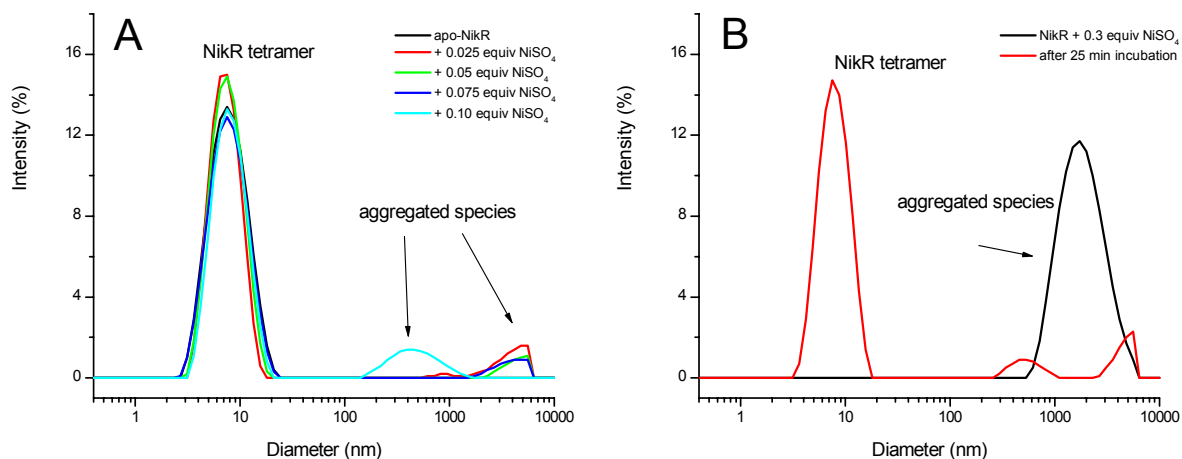 A
NikR tetramer
apo-NikR
+ 0.025 equiv NiSO4
+ 0.05 equiv NiSO4
+ 0.075 equiv NiSO4
+ 0.10 equiv NiSO4
aggregated species
Intensity (%)
16
12
8
4
0
1
10
100
1000
10000
Diameter (nm)
B
NikR tetramer
NikR + 0.3 equiv NiSO4
after 25 min incubation
aggregated species
Intensity (%)
16
12
8
4
0
1
10
100
1000
10000
Diameter (nm)